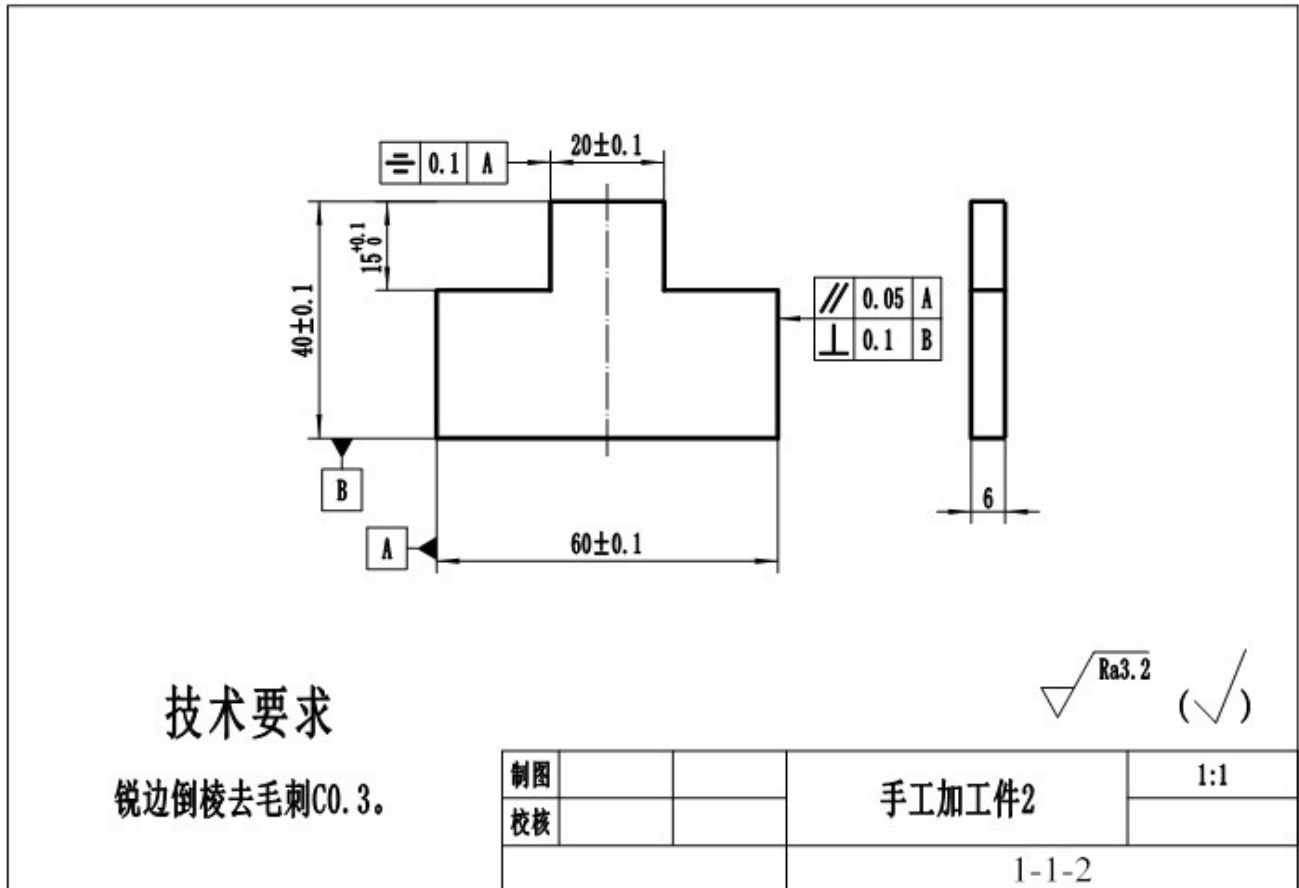 20±0.1
⌯ 0.1 A
15 +0.1 0
40±0.1
// 0.05 A
⊥ 0.1 B
B
6
A
60±0.1
Ra3.2
(√)
技术要求
锐边倒棱去毛刺C0.3。
制图
手工加工件2
1:1
校核
1-1-2